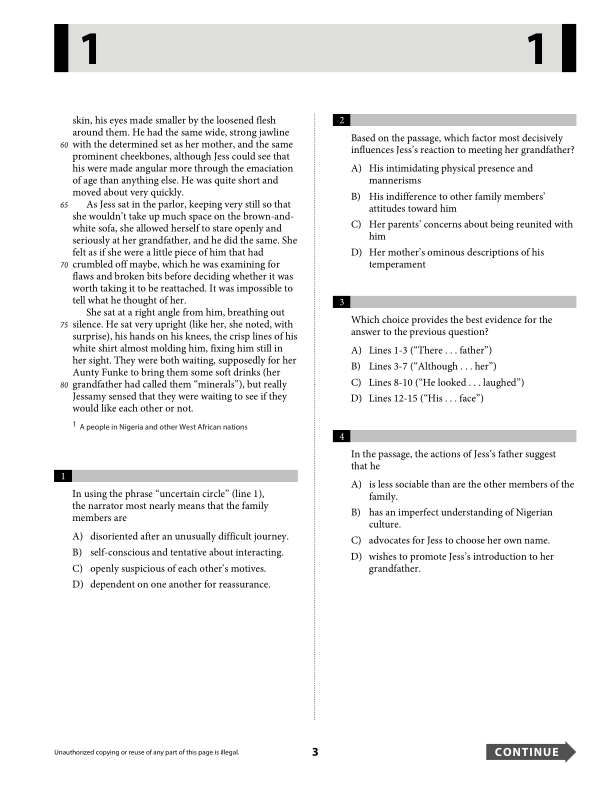 1
1
skin, his eyes made smaller by the loosened flesh
around them. He had the same wide, strong jawline
60 with the determined set as her mother, and the same
prominent cheekbones, although Jess could see that
his were made angular more through the emaciation
of age than anything else. He was quite short and
moved about very quickly.
65 As Jess sat in the parlor, keeping very still so that
she wouldn't take up much space on the brown-and-
white sofa, she allowed herself to stare openly and
seriously at her grandfather, and he did the same. She
felt as if she were a little piece of him that had
70 crumbled off maybe, which he was examining for
flaws and broken bits before deciding whether it was
worth taking it to be reattached. It was impossible to
tell what he thought of her.
She sat at a right angle from him, breathing out
75 silence. He sat very upright (like her, she noted, with
surprise), his hands on his knees, the crisp lines of his
white shirt almost molding him, fixing him still in
her sight. They were both waiting, supposedly for her
Aunty Funke to bring them some soft drinks (her
80 grandfather had called them "minerals"), but really
Jessamy sensed that they were waiting to see if they
would like each other or not.
1 A people in Nigeria and other West African nations
1
In using the phrase "uncertain circle" (line 1),
the narrator most nearly means that the family
members are
A) disoriented after an unusually difficult journey.
B) self-conscious and tentative about interacting.
C) openly suspicious of each other's motives.
D) dependent on one another for reassurance.
2
Based on the passage, which factor most decisively
influences Jess's reaction to meeting her grandfather?
A) His intimidating physical presence and
mannerisms
B) His indifference to other family members'
attitudes toward him
C) Her parents' concerns about being reunited with
him
D) Her mother's ominous descriptions of his
temperament
3
Which choice provides the best evidence for the
answer to the previous question?
A) Lines 1-3 ("There . . . father")
B) Lines 3-7 ("Although . . . her")
C) Lines 8-10 ("He looked . . . laughed")
D) Lines 12-15 ("His . . . face")
4
In the passage, the actions of Jess's father suggest
that he
A) is less sociable than are the other members of the
family.
B) has an imperfect understanding of Nigerian
culture.
C) advocates for Jess to choose her own name.
D) wishes to promote Jess's introduction to her
grandfather.
Unauthorized copying or reuse of any part of this page is illegal.
3
CONTINUE